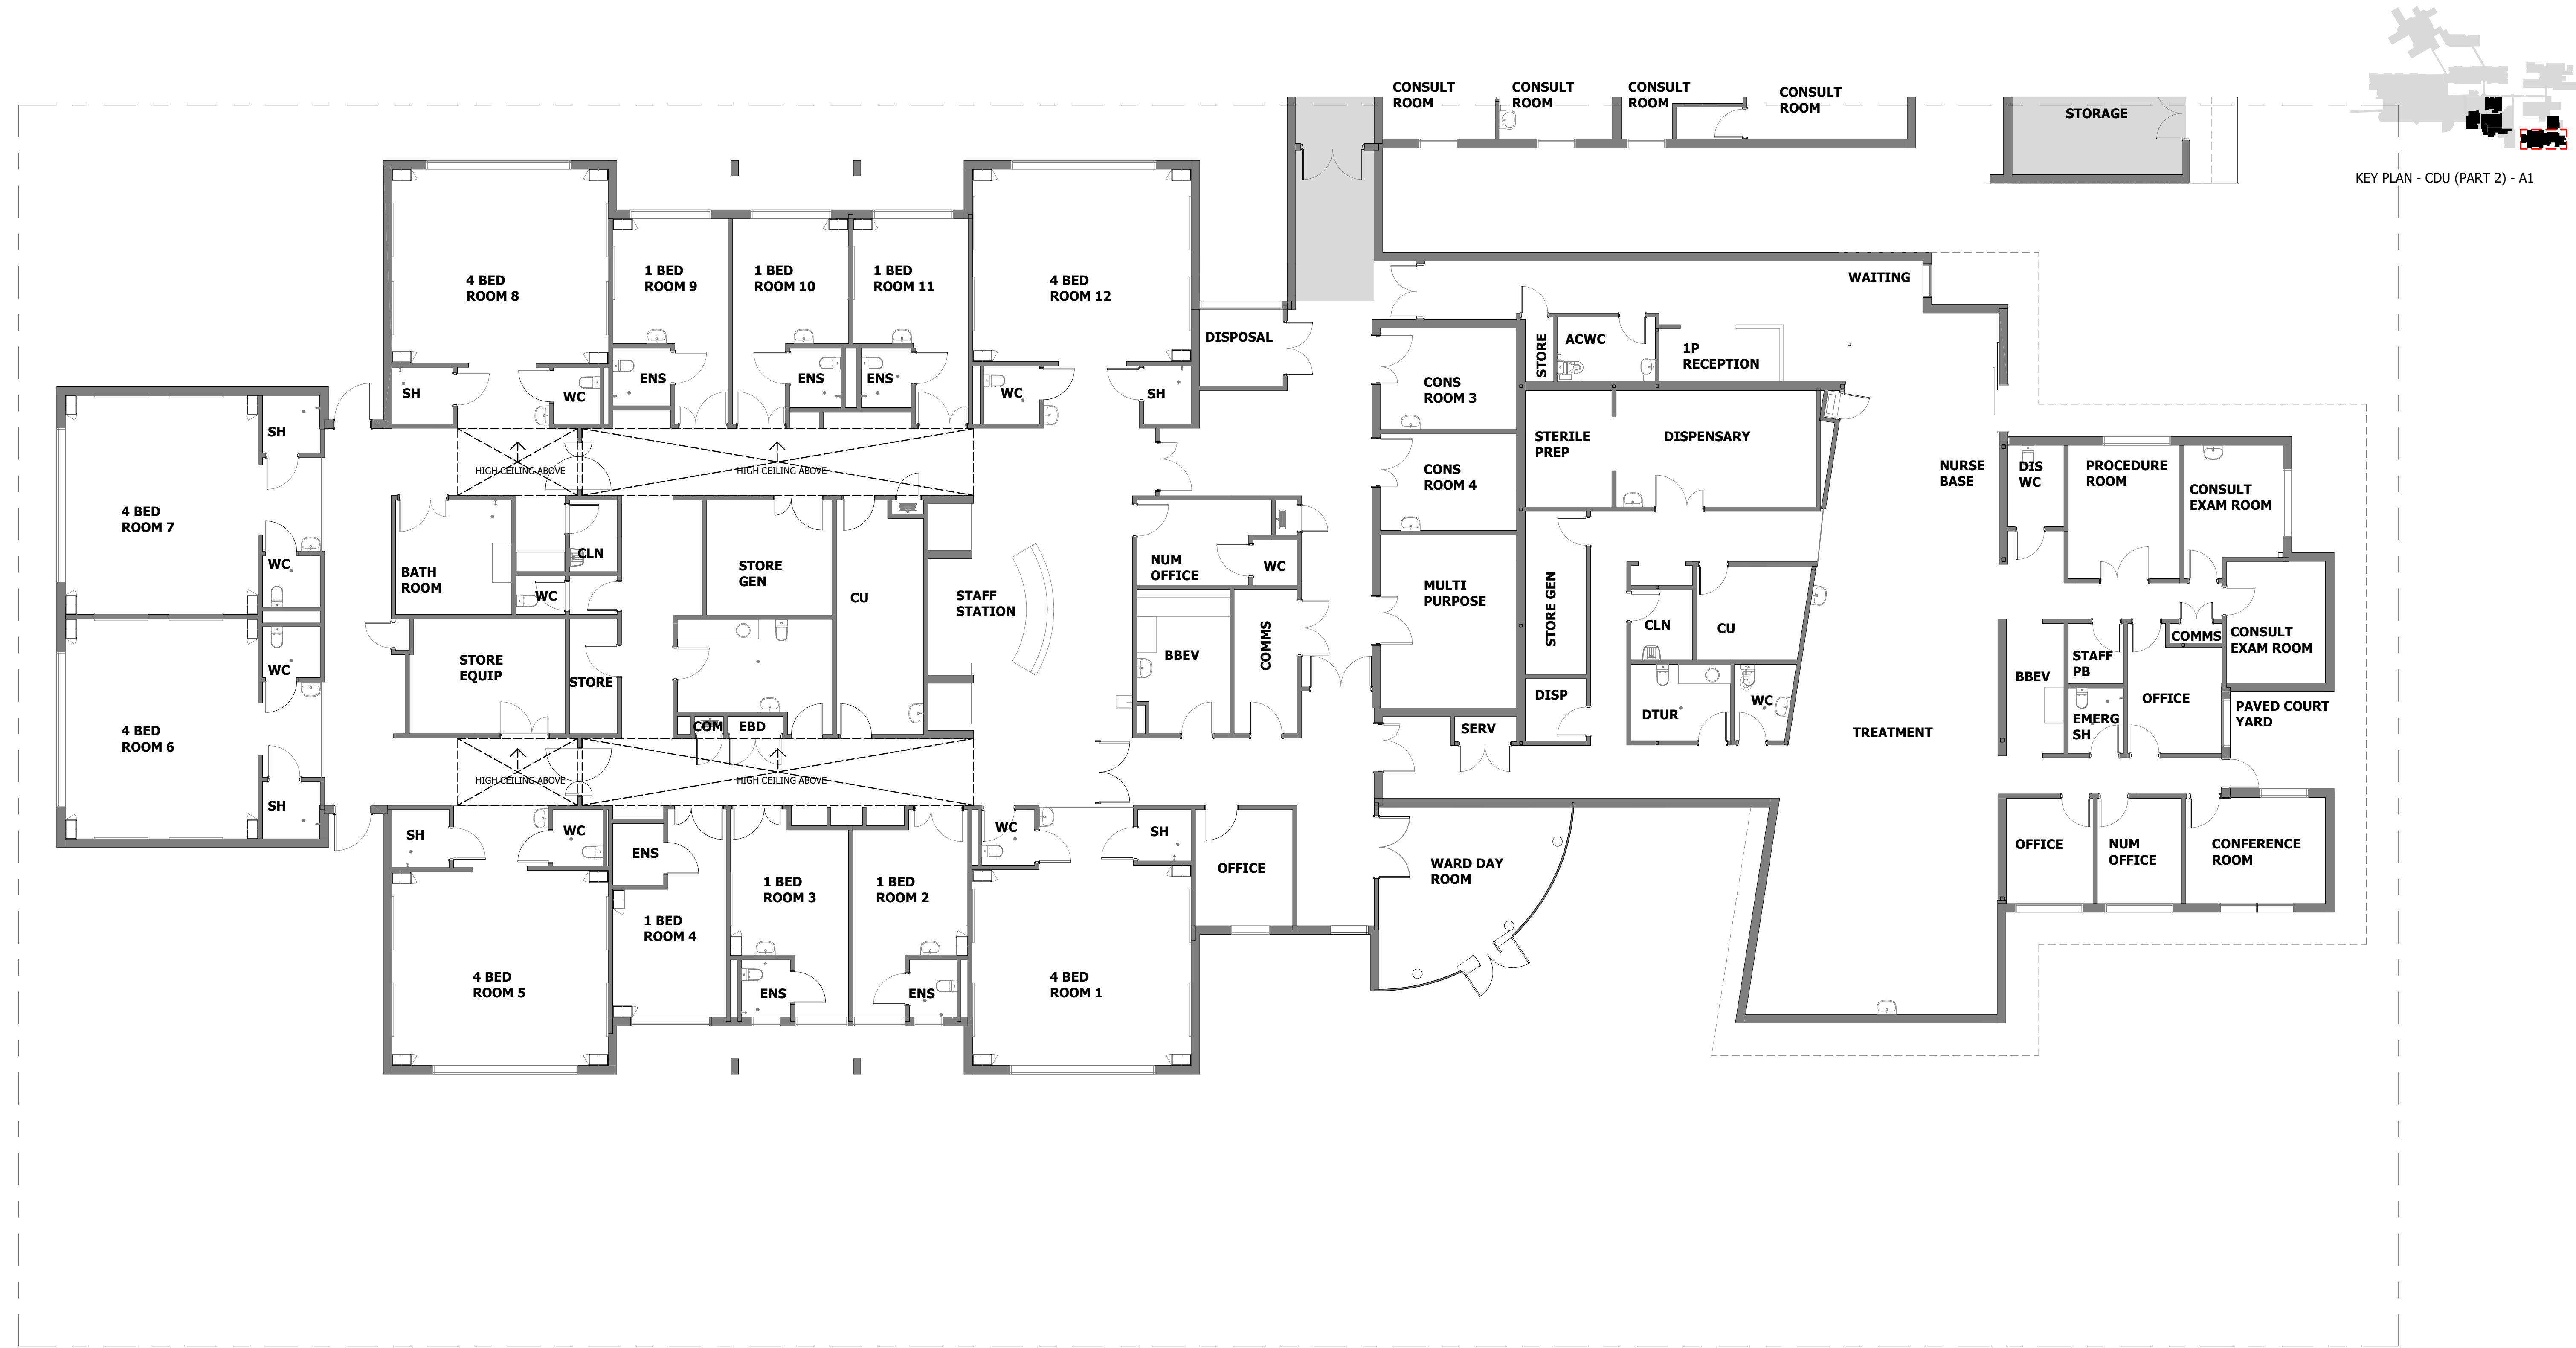 CONSULT
ROOM
CONSULT
ROOM
CONSULT
ROOM
CONSULT
ROOM
STORAGE
KEY PLAN - CDU (PART 2) - A1
4 BED
ROOM 8
1 BED
ROOM 9
1 BED
ROOM 10
1 BED
ROOM 11
4 BED
ROOM 12
WAITING
DISPOSAL
STORE
ACWC
1P
RECEPTION
SH
WC
ENS
ENS
ENS
WC
SH
CONS
ROOM 3
SH
STERILE
PREP
DISPENSARY
HIGH CEILING ABOVE
HIGH CEILING ABOVE
CONS
ROOM 4
NURSE
BASE
DIS
WC
PROCEDURE
ROOM
CONSULT
EXAM ROOM
4 BED
ROOM 7
WC
BATH
ROOM
CLN
WC
STORE
GEN
CU
STAFF
STATION
NUM
OFFICE
WC
MULTI
PURPOSE
STORE GEN
CLN
CU
COMMS
CONSULT
EXAM ROOM
WC
STORE
EQUIP
STORE
BBEV
COMMS
BBEV
STAFF
PB
OFFICE
4 BED
ROOM 6
COM
EBD
DISP
DTUR
WC
SERV
TREATMENT
EMERG
SH
PAVED COURT
YARD
HIGH CEILING ABOVE
HIGH CEILING ABOVE
SH
SH
WC
ENS
WC
SH
OFFICE
WARD DAY
ROOM
OFFICE
NUM
OFFICE
CONFERENCE
ROOM
1 BED
ROOM 4
1 BED
ROOM 3
1 BED
ROOM 2
4 BED
ROOM 5
ENS
ENS
4 BED
ROOM 1